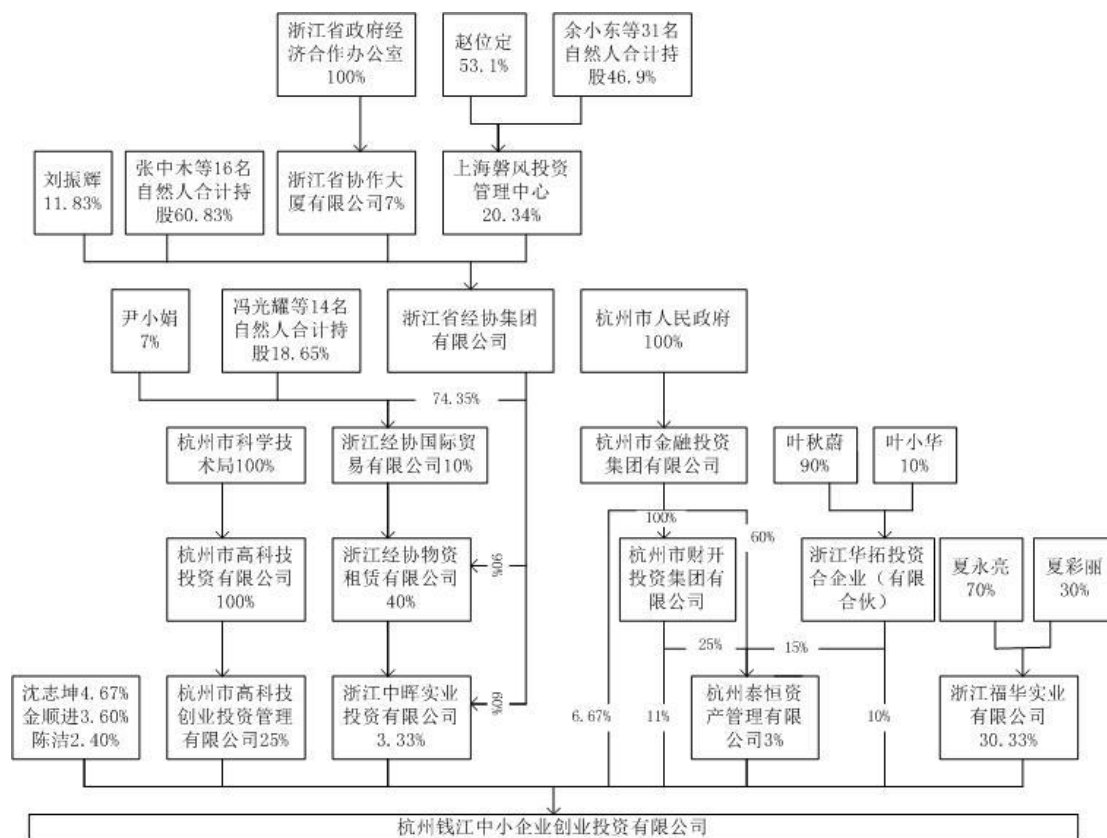 浙江省政府经
济合作办公室
100%
赵位定
53.1%
余小东等31名
自然人合计持
股46.9%
刘振辉
11.83%
张中木等16名
自然人合计持
股60.83%
浙江省协作大
厦有限公司7%
上海磐风投资
管理中心
20.34%
尹小娟
7%
冯光耀等14名
自然人合计持
股18.65%
浙江省经协集团
有限公司
杭州市人民政府
100%
74.35%
杭州市科学技
术局100%
浙江经协国际贸
易有限公司10%
杭州市金融投资
集团有限公司
叶秋蔚
90%
叶小华
10%
100%
60%
杭州市高科技
投资有限公司
100%
浙江经协物资
租赁有限公司
40%
90%
杭州市财开
投资集团有
限公司
浙江华拓投资
合企业（有限
合伙）
夏永亮
70%
夏彩丽
30%
25%
15%
沈志坤4.67%
金顺进3.60%
陈洁2.40%
杭州市高科技
创业投资管理
有限公司25%
浙江中晖实业
投资有限公司
3.33%
60%
6.67%
11%
杭州泰恒资
产管理有限
公司3%
10%
浙江福华实业
有限公司
30.33%
杭州钱江中小企业创业投资有限公司